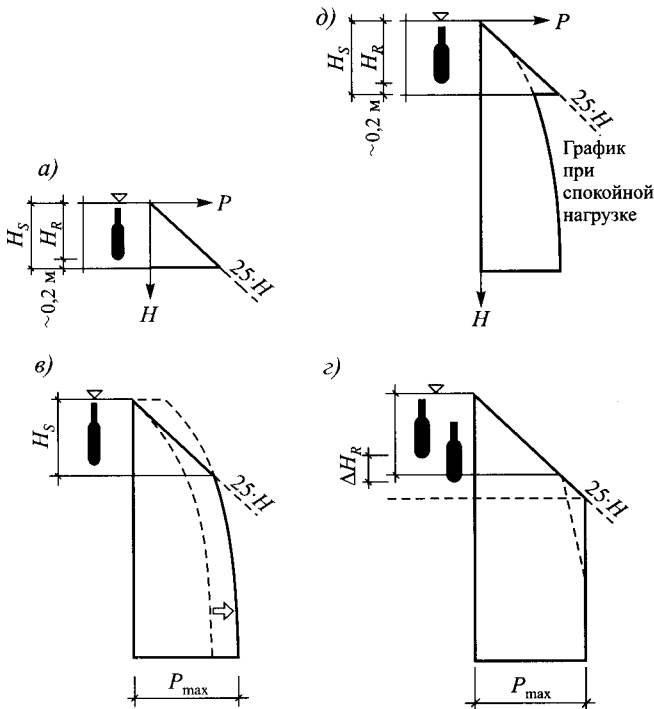 а)
H_S
H_R
~0,2 м
P
25·H
H
д)
H_S
H_R
~0,2 м
P
25·H
График
при
спокойной
нагрузке
H
в)
H_S
25·H
P_max
г)
ΔH_R
25·H
P_max